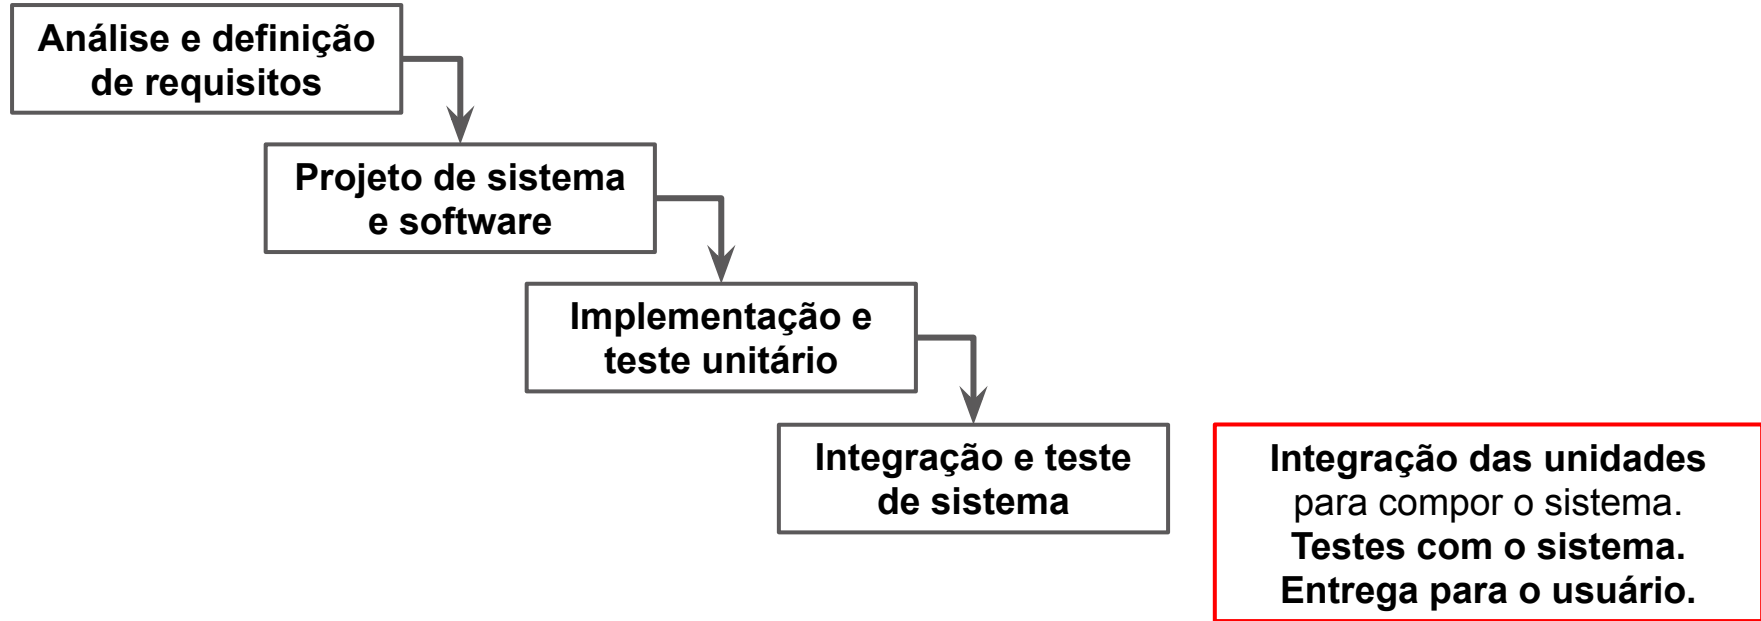 Análise e definição
de requisitos
Projeto de sistema
e software
Implementação e
teste unitário
Integração e teste
de sistema
Integração das unidades
para compor o sistema.
Testes com o sistema.
Entrega para o usuário.